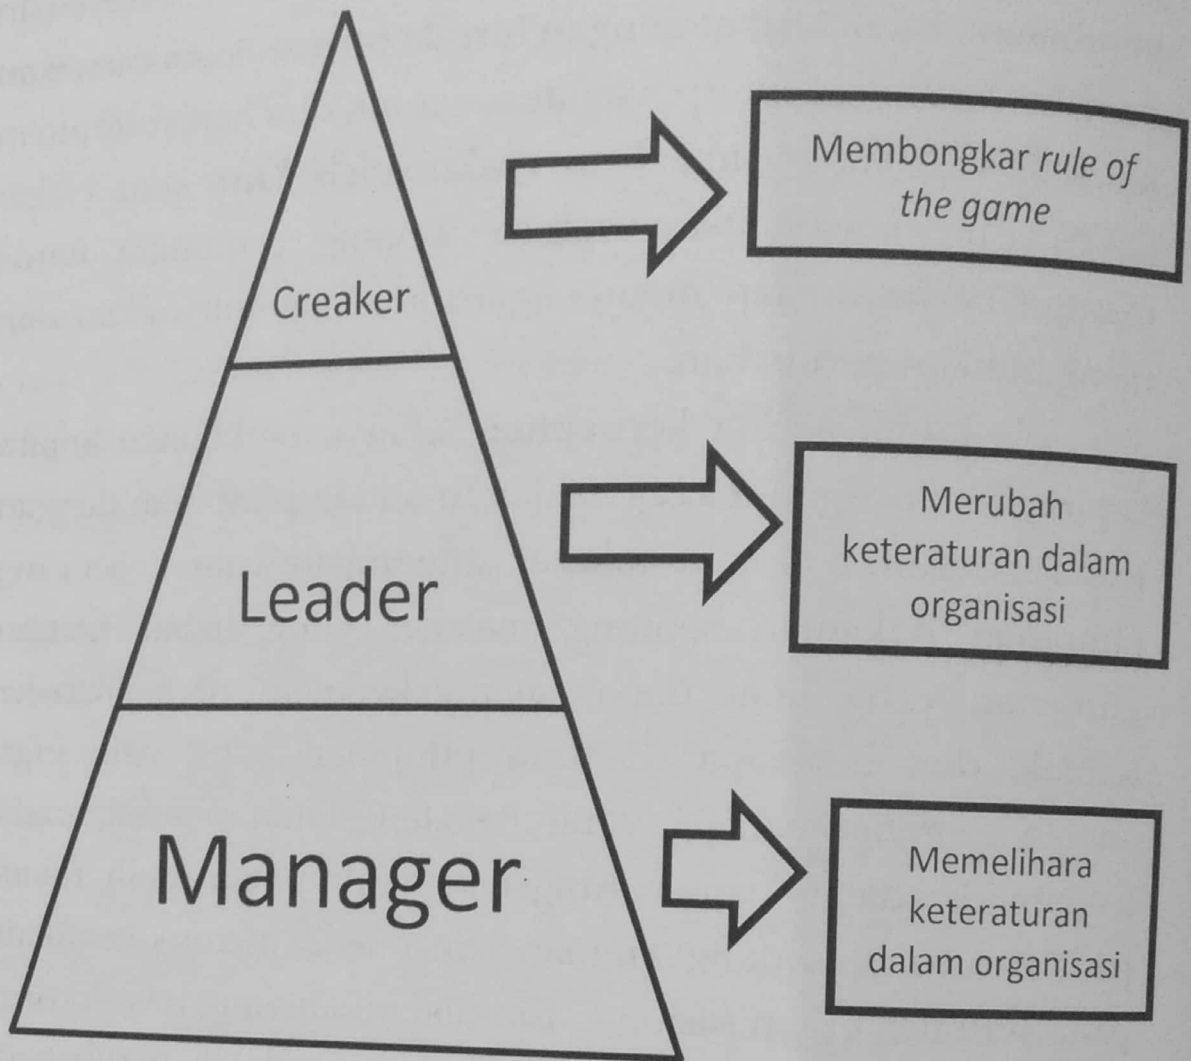 Membongkar rule of
the game
Creaker
Merubah
keteraturan dalam
organisasi
Leader
Memelihara
keteraturan
dalam organisasi
Manager